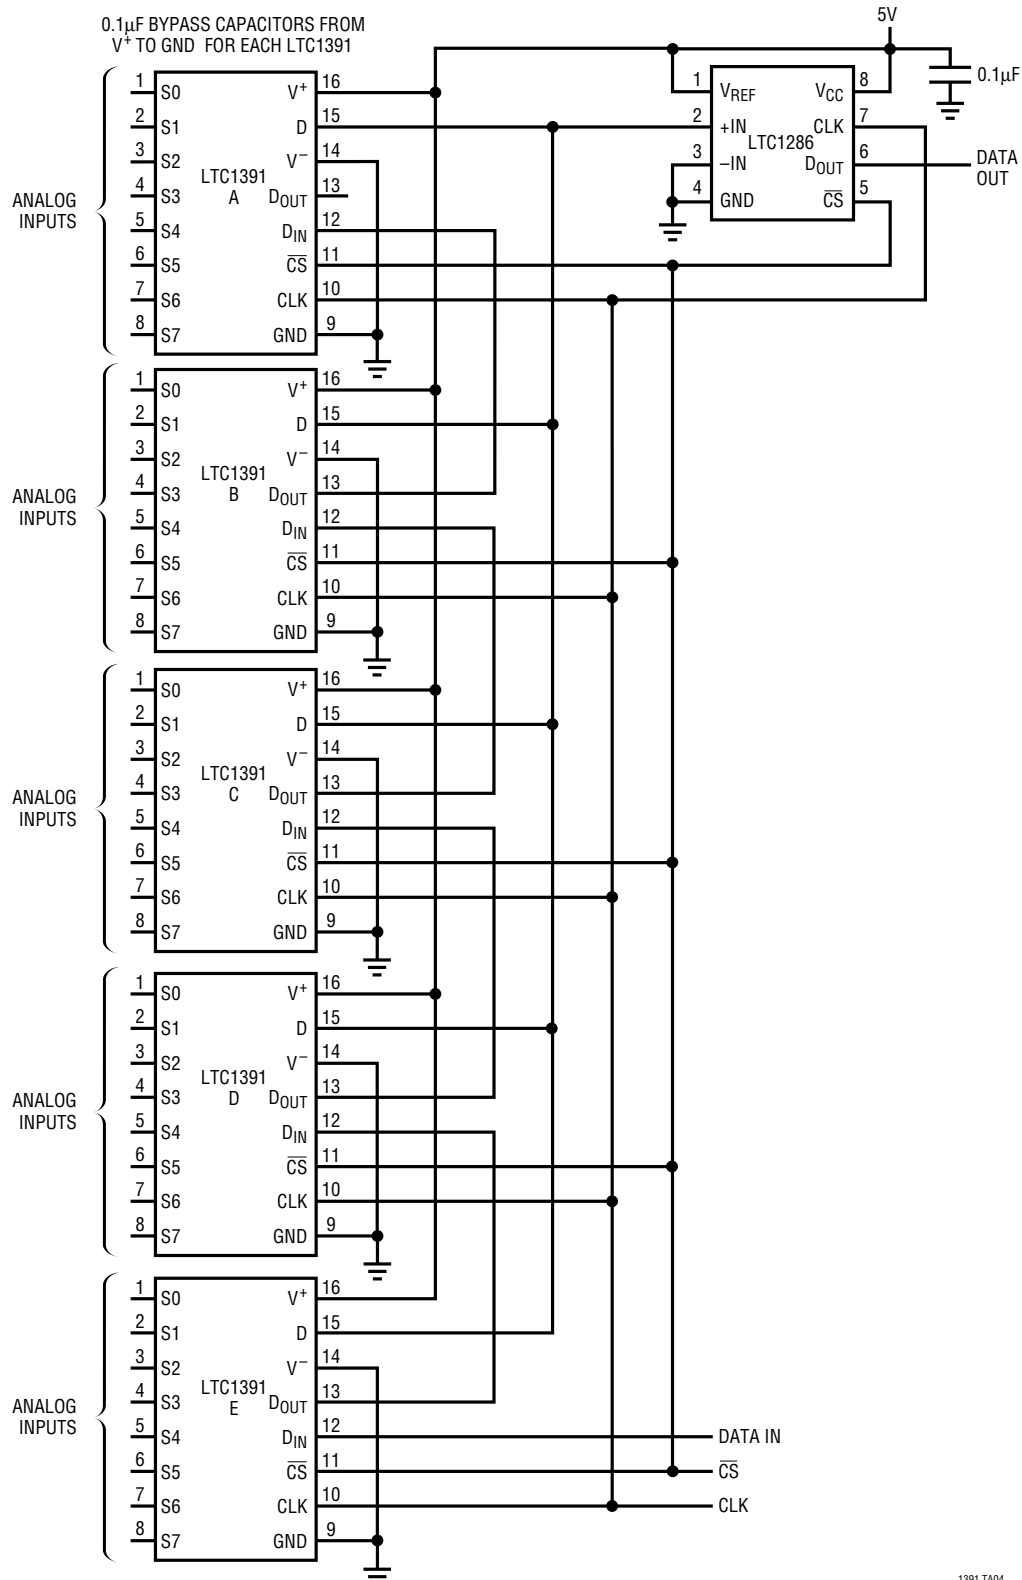 0.1µF BYPASS CAPACITORS FROM
V+ TO GND FOR EACH LTC1391
5V
0.1µF
1 VREF VCC 8
2 +IN CLK 7
LTC1286
3 –IN DOUT 6
4 GND CS 5
DATA
OUT
ANALOG
INPUTS
1 S0 V+ 16
2 S1 D 15
3 S2 V– 14
LTC1391
A
4 S3 DOUT 13
5 S4 DIN 12
6 S5 CS 11
7 S6 CLK 10
8 S7 GND 9
ANALOG
INPUTS
1 S0 V+ 16
2 S1 D 15
3 S2 V– 14
LTC1391
B
4 S3 DOUT 13
5 S4 DIN 12
6 S5 CS 11
7 S6 CLK 10
8 S7 GND 9
ANALOG
INPUTS
1 S0 V+ 16
2 S1 D 15
3 S2 V– 14
LTC1391
C
4 S3 DOUT 13
5 S4 DIN 12
6 S5 CS 11
7 S6 CLK 10
8 S7 GND 9
ANALOG
INPUTS
1 S0 V+ 16
2 S1 D 15
3 S2 V– 14
LTC1391
D
4 S3 DOUT 13
5 S4 DIN 12
6 S5 CS 11
7 S6 CLK 10
8 S7 GND 9
ANALOG
INPUTS
1 S0 V+ 16
2 S1 D 15
3 S2 V– 14
LTC1391
E
4 S3 DOUT 13
5 S4 DIN 12
6 S5 CS 11
7 S6 CLK 10
8 S7 GND 9
DATA IN
CS
CLK
1391 TA04